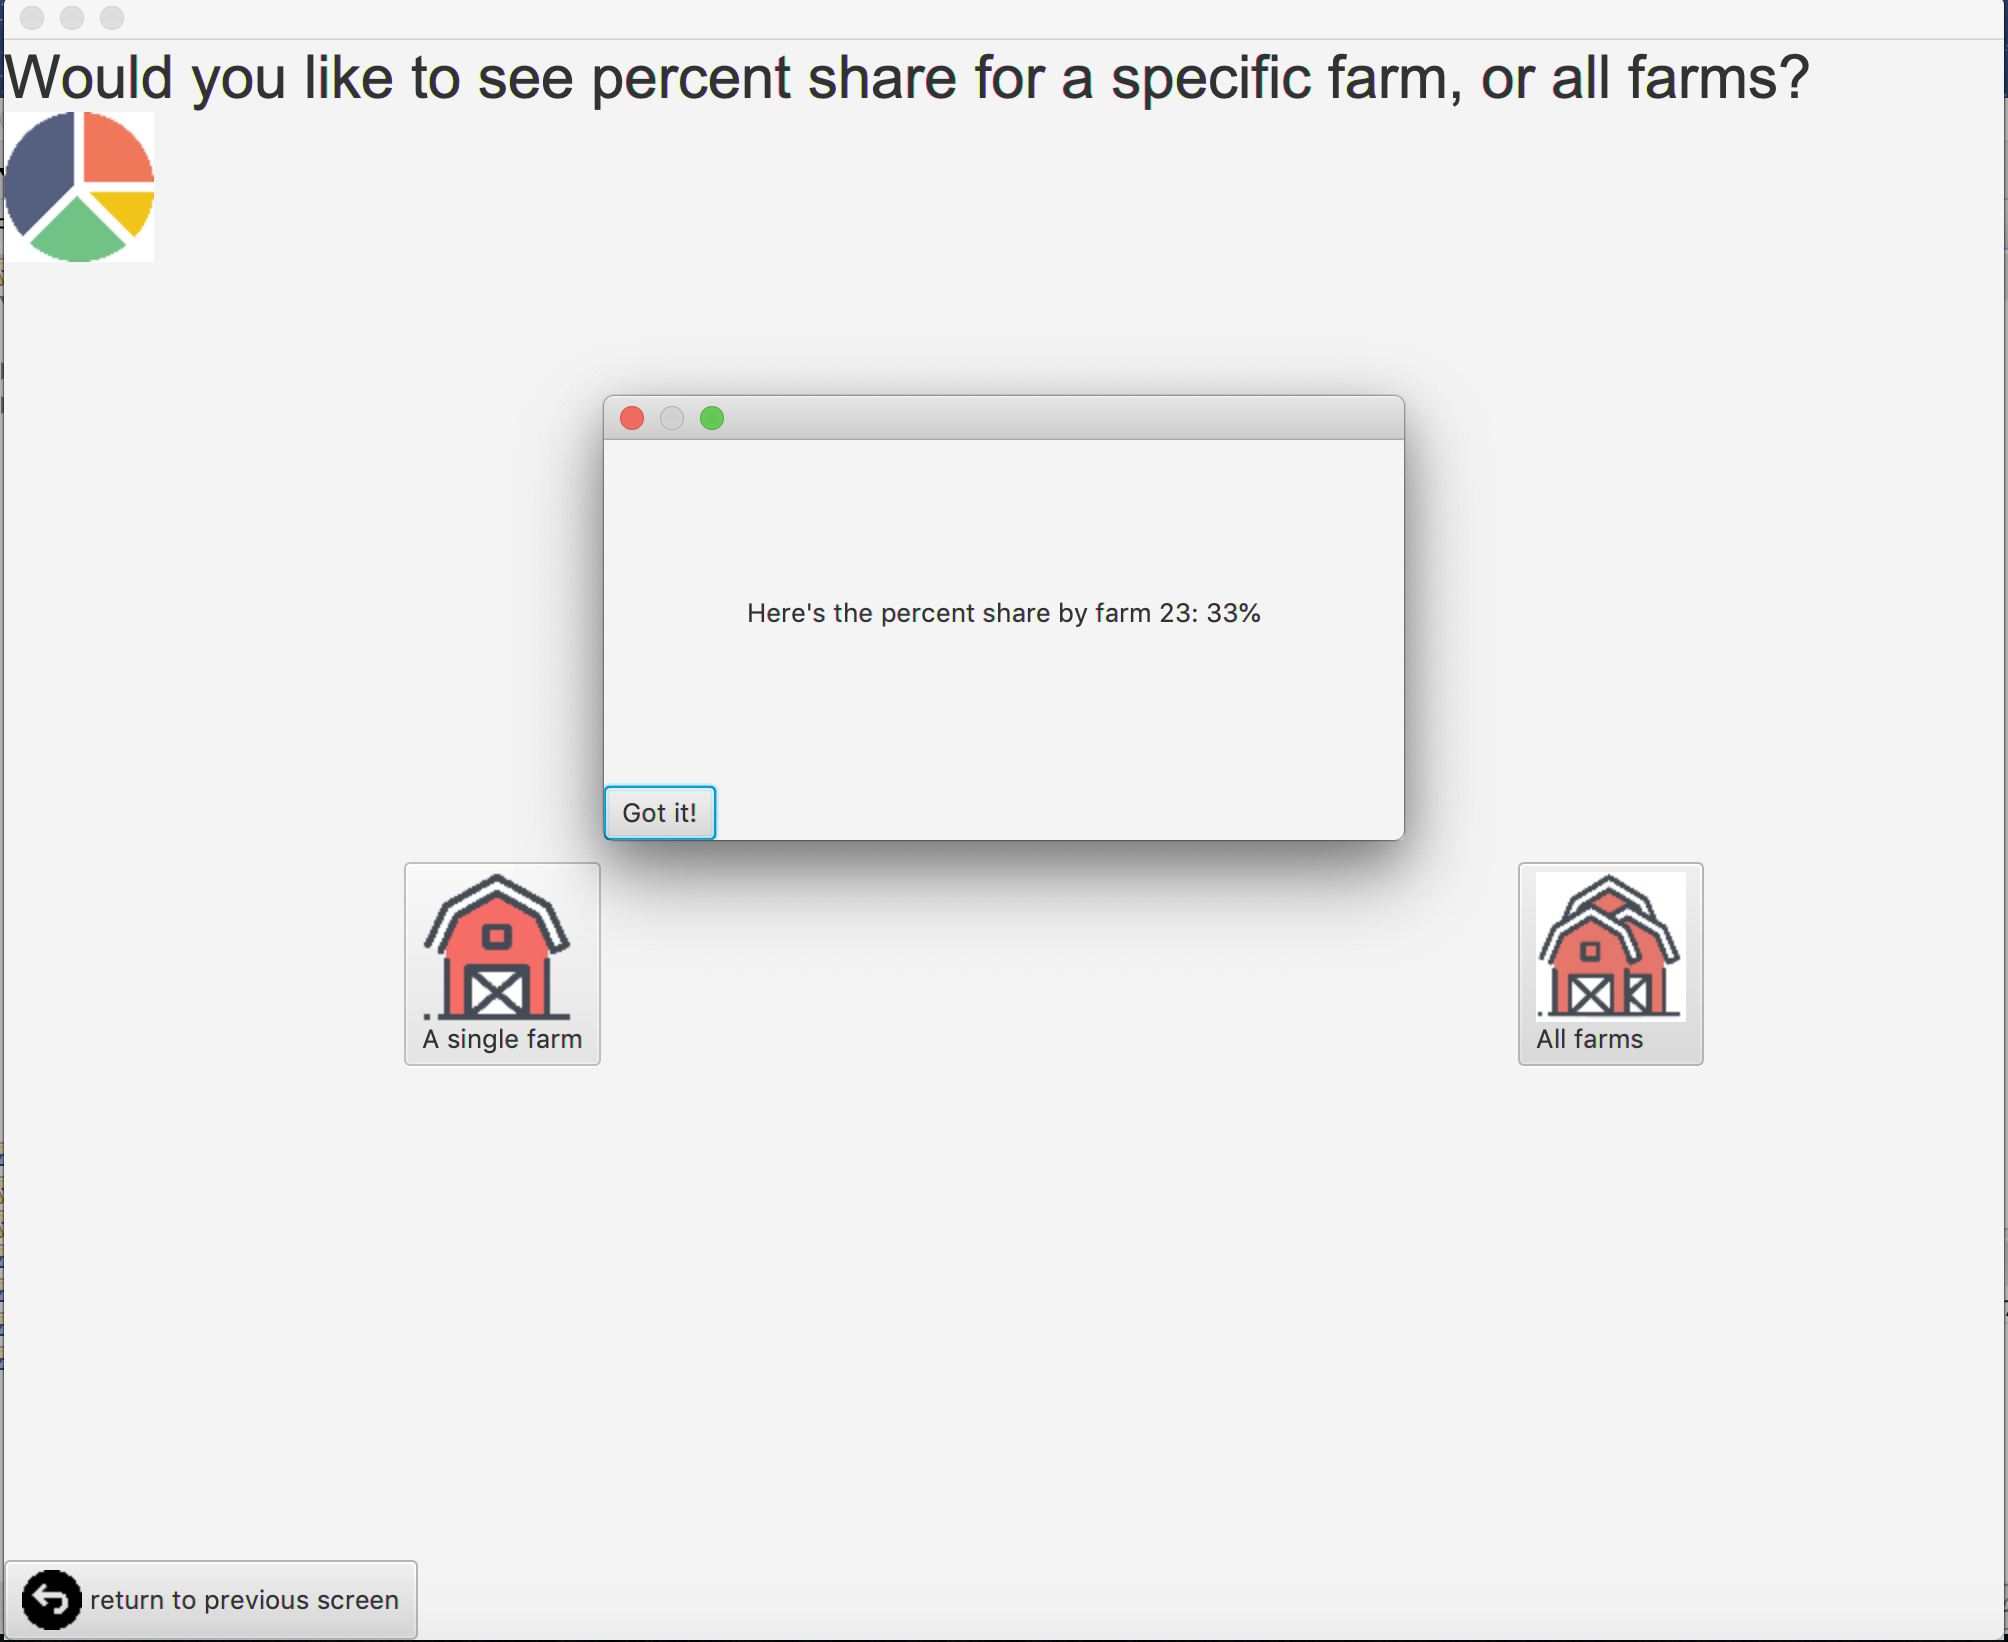 Would you like to see percent share for a specific farm, or all farms?
Here's the percent share by farm 23: 33%
Got it!
A single farm
All farms
return to previous screen